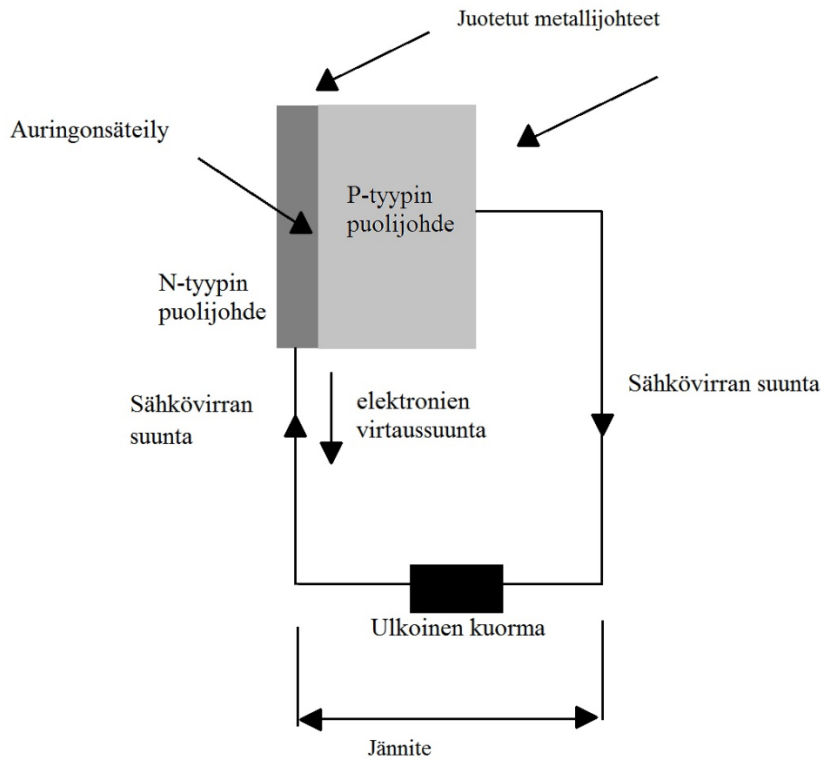 Juotetut metallijohteet
Auringonsäteily
P-tyypin
puolijohde
N-tyypin
puolijohde
Sähkövirran
suunta
elektronien
virtaussuunta
Sähkövirran suunta
Ulkoinen kuorma
Jännite